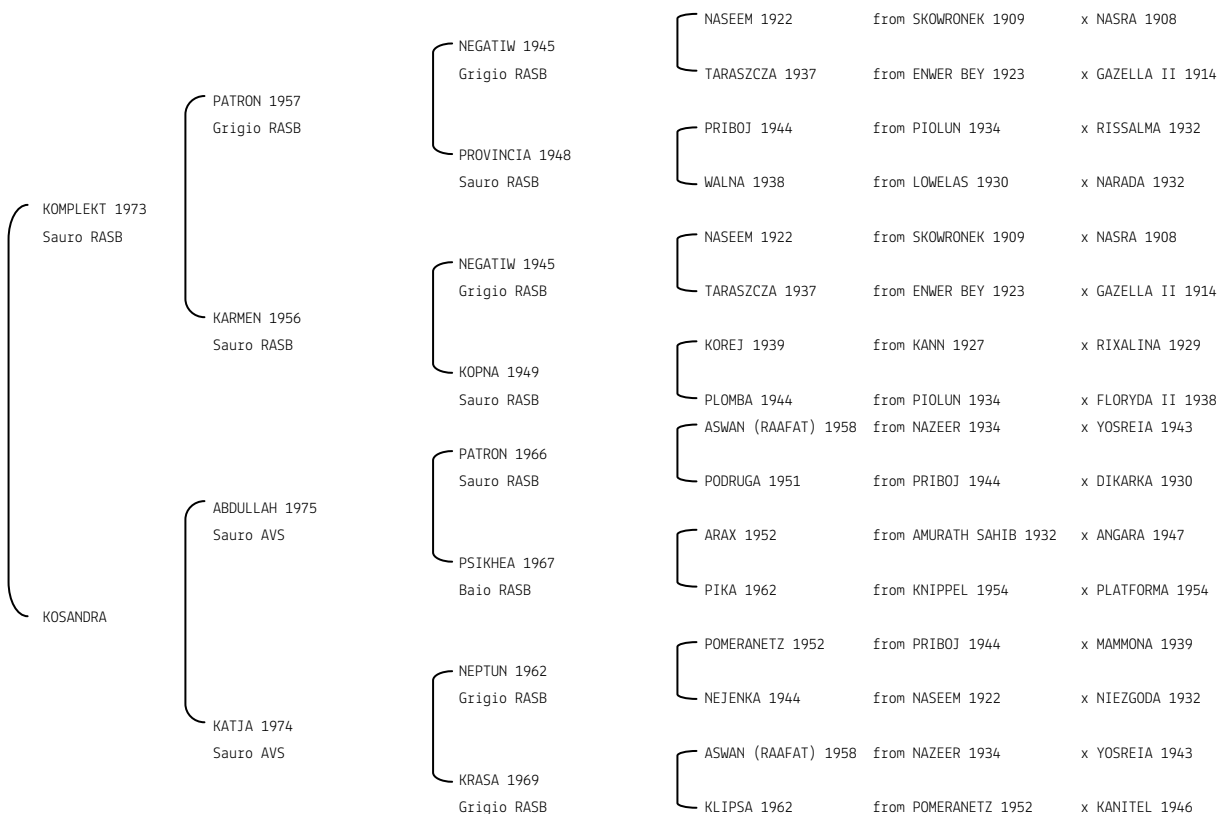 NASEEM 1922 from SKOWRONEK 1909 x NASRA 1908
NEGATIW 1945
Grigio RASB TARASZCZA 1937 from ENWER BEY 1923 x GAZELLA II 1914
PATRON 1957
Grigio RASB PRIBOJ 1944 from PIOLUN 1934 x RISSALMA 1932
PROVINCIA 1948
Sauro RASB WALNA 1938 from LOWELAS 1930 x NARADA 1932
KOMPLEKT 1973
Sauro RASB NASEEM 1922 from SKOWRONEK 1909 x NASRA 1908
NEGATIW 1945
Grigio RASB TARASZCZA 1937 from ENWER BEY 1923 x GAZELLA II 1914
KARMEN 1956
Sauro RASB KOREJ 1939 from KANN 1927 x RIXALINA 1929
KOPNA 1949
Sauro RASB PLOMBA 1944 from PIOLUN 1934 x FLORYDA II 1938
ASWAN (RAAFAT) 1958 from NAZEER 1934 x YOSREIA 1943
PATRON 1966
Sauro RASB PODRUGA 1951 from PRIBOJ 1944 x DIKARKA 1930
ABDULLAH 1975
Sauro AVS ARAX 1952 from AMURATH SAHIB 1932 x ANGARA 1947
PSIKHEA 1967
Baio RASB PIKA 1962 from KNIPPEL 1954 x PLATFORMA 1954
KOSANDRA
POMERANETZ 1952 from PRIBOJ 1944 x MAMMONA 1939
NEPTUN 1962
Grigio RASB NEJENKA 1944 from NASEEM 1922 x NIEZGODA 1932
KATJA 1974
Sauro AVS ASWAN (RAAFAT) 1958 from NAZEER 1934 x YOSREIA 1943
KRASA 1969
Grigio RASB KLIPSA 1962 from POMERANETZ 1952 x KANITEL 1946